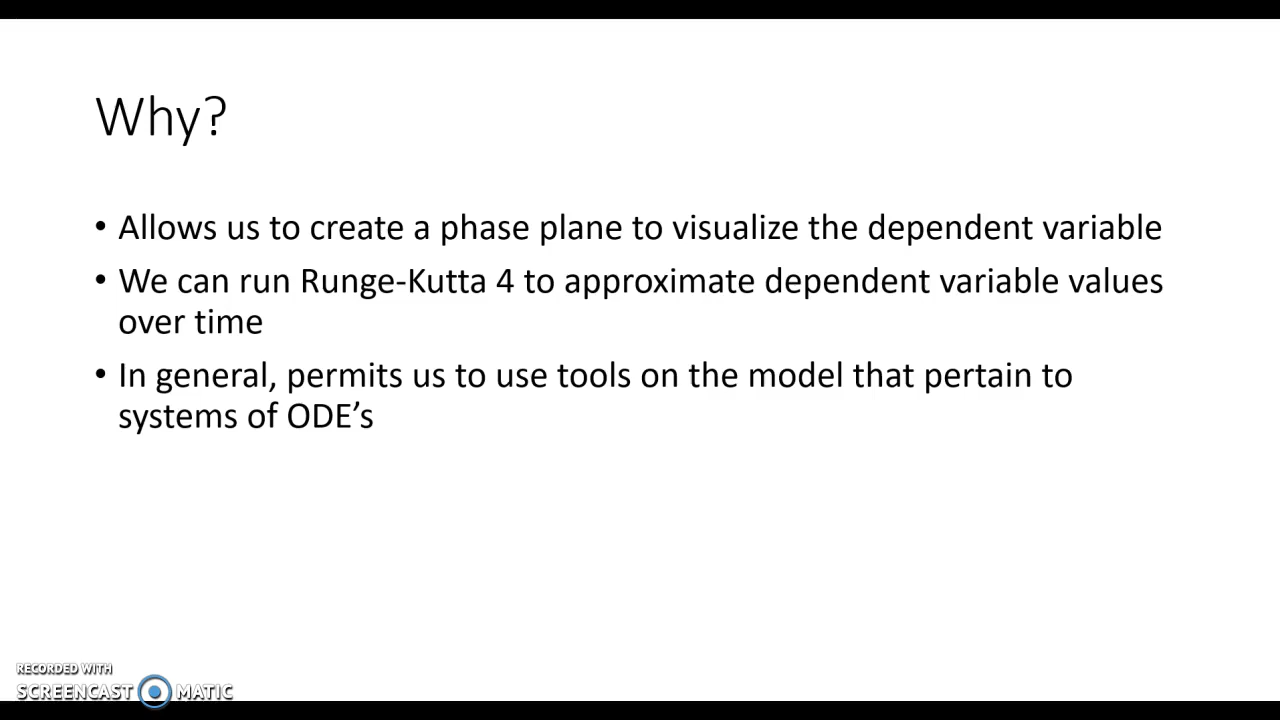 Why?
• Allows us to create a phase plane to visualize the dependent variable
• We can run Runge-Kutta 4 to approximate dependent variable values
over time
• In general, permits us to use tools on the model that pertain to
systems of ODE’s
RECORDED WITH
SCREENCAST MATIC